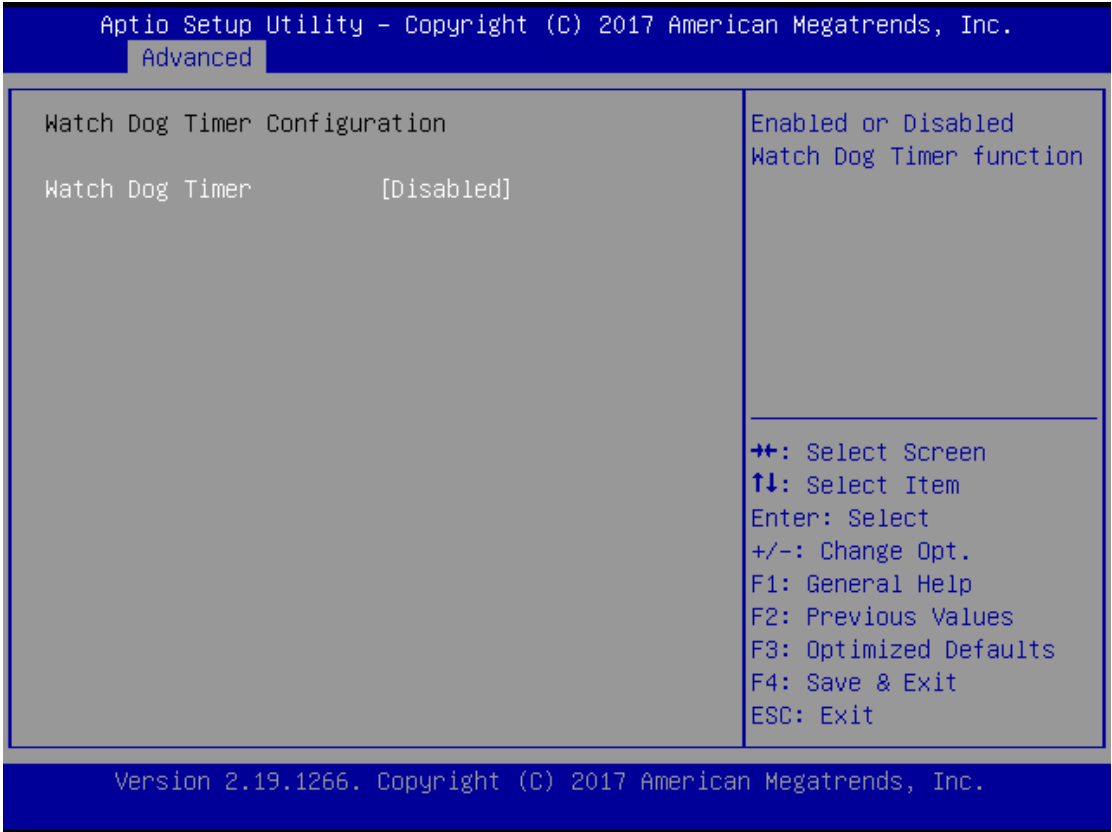 Aptio Setup Utility – Copyright (C) 2017 American Megatrends, Inc.
Advanced
Watch Dog Timer Configuration
Watch Dog Timer [Disabled]
Enabled or Disabled
Watch Dog Timer function
→←: Select Screen
↑↓: Select Item
Enter: Select
+/-: Change Opt.
F1: General Help
F2: Previous Values
F3: Optimized Defaults
F4: Save & Exit
ESC: Exit
Version 2.19.1266. Copyright (C) 2017 American Megatrends, Inc.